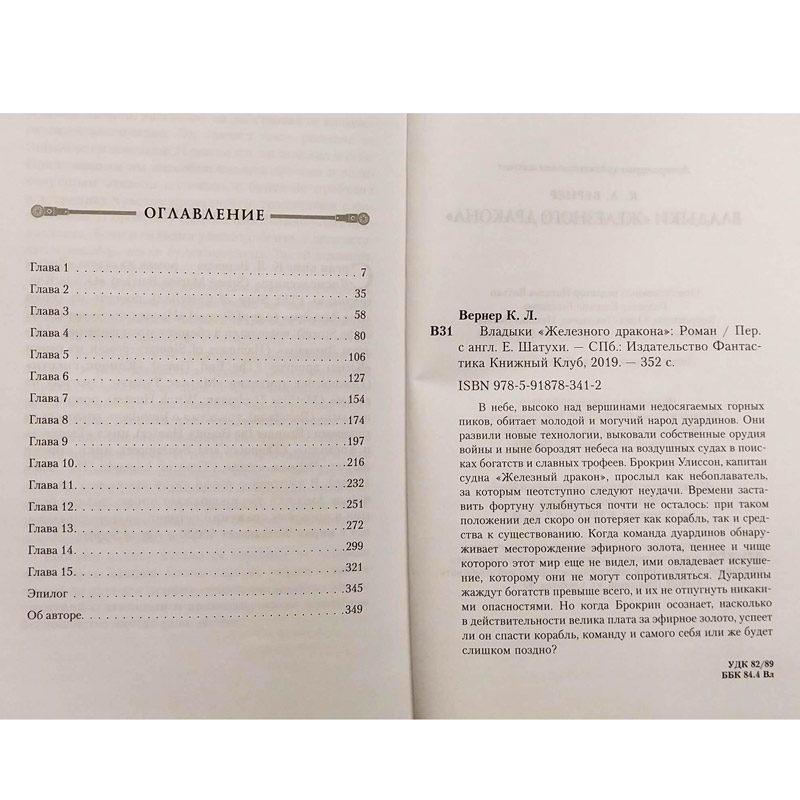 ОГЛАВЛЕНИЕ
Глава 1 . . . . . . . . . . . . . . . . . . . . 7
Глава 2 . . . . . . . . . . . . . . . . . . . . 35
Глава 3 . . . . . . . . . . . . . . . . . . . . 58
Глава 4 . . . . . . . . . . . . . . . . . . . . 80
Глава 5 . . . . . . . . . . . . . . . . . . . . 106
Глава 6 . . . . . . . . . . . . . . . . . . . . 127
Глава 7 . . . . . . . . . . . . . . . . . . . . 154
Глава 8 . . . . . . . . . . . . . . . . . . . . 174
Глава 9 . . . . . . . . . . . . . . . . . . . . 197
Глава 10. . . . . . . . . . . . . . . . . . . . 216
Глава 11. . . . . . . . . . . . . . . . . . . . 232
Глава 12. . . . . . . . . . . . . . . . . . . . 251
Глава 13. . . . . . . . . . . . . . . . . . . . 272
Глава 14. . . . . . . . . . . . . . . . . . . . 299
Глава 15. . . . . . . . . . . . . . . . . . . . 321
Эпилог . . . . . . . . . . . . . . . . . . . . 345
Об авторе. . . . . . . . . . . . . . . . . . . . 349
Вернер К. Л.
В31 Владыки «Железного дракона»: Роман / Пер.
с англ. Е. Шатухи. — СПб.: Издательство Фантас-
тика Книжный Клуб, 2019. — 352 с.
ISBN 978-5-91878-341-2
В небе, высоко над вершинами недосягаемых горных
пиков, обитает молодой и могучий народ дуардинов. Они
развили новые технологии, выковали собственные орудия
войны и ныне бороздят небеса на воздушных судах в поис-
ках богатств и славных трофеев. Брокрин Улиссон, капитан
судна «Железный дракон», прослыл как небоплаватель,
за которым неотступно следуют неудачи. Времени заста-
вить фортуну улыбнуться почти не осталось: при таком
положении дел скоро он потеряет как корабль, так и сред-
ства к существованию. Когда команда дуардинов обнару-
живает месторождение эфирного золота, ценнее и чище
которого этот мир еще не видел, ими овладевает искуше-
ние, которому они не могут сопротивляться. Дуардины
жаждут богатств превыше всего, и их не отпугнуть никаки-
ми опасностями. Но когда Брокрин осознает, насколько
в действительности велика плата за эфирное золото, успеет
ли он спасти корабль, команду и самого себя или же будет
слишком поздно?
УДК 82/89
ББК 84.4 Вл